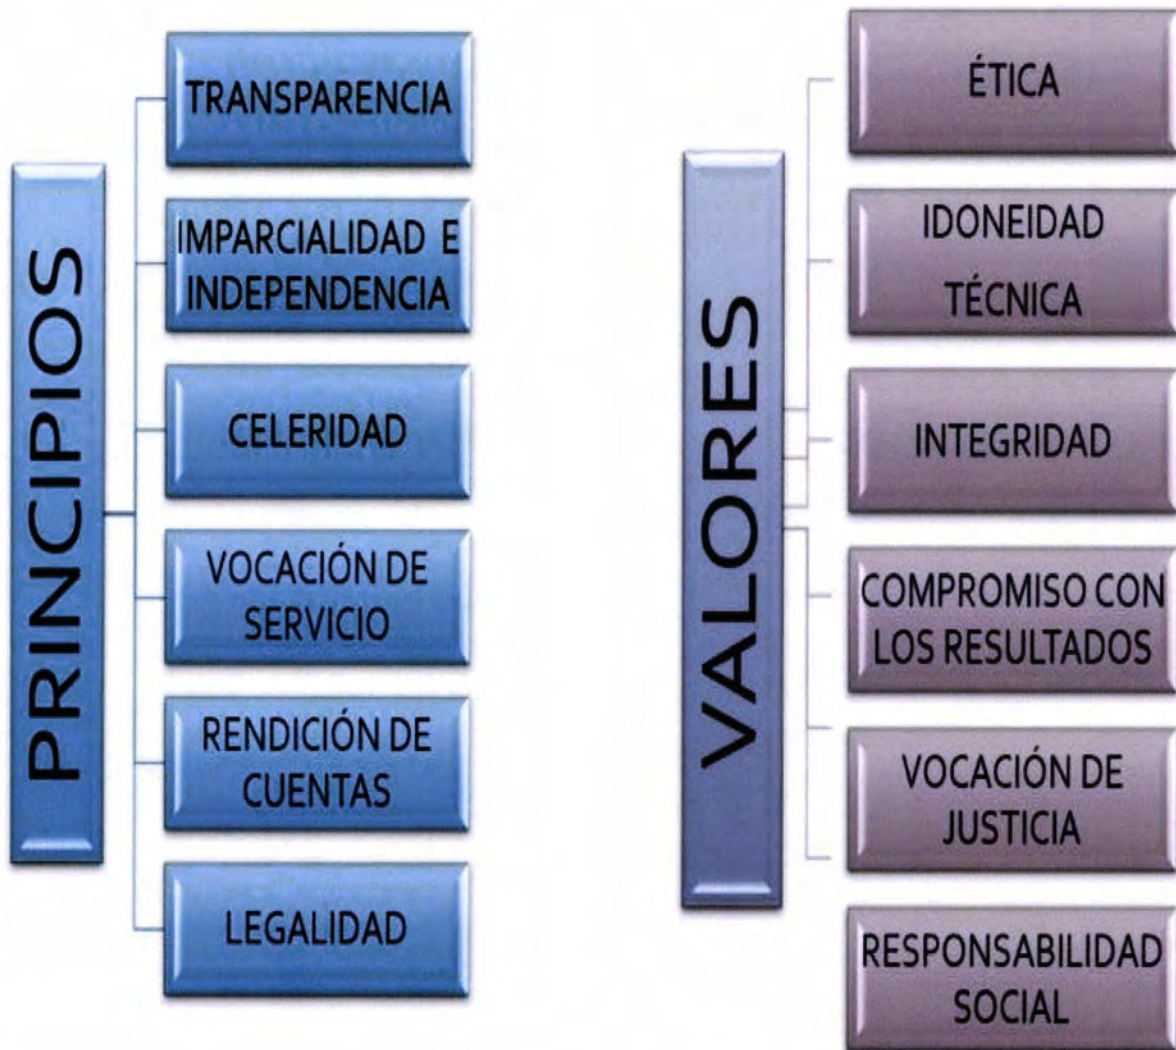 PRINCIPIOS
TRANSPARENCIA
IMPARCIALIDAD E
INDEPENDENCIA
CELERIDAD
VOCACIÓN DE
SERVICIO
RENDICIÓN DE
CUENTAS
LEGALIDAD
VALORES
ÉTICA
IDONEIDAD
TÉCNICA
INTEGRIDAD
COMPROMISO CON
LOS RESULTADOS
VOCACIÓN DE
JUSTICIA
RESPONSABILIDAD
SOCIAL